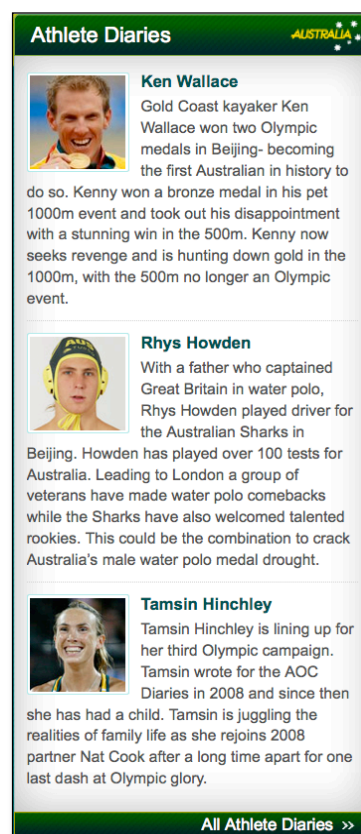 Athlete Diaries
AUSTRALIA
Ken Wallace
Gold Coast kayaker Ken
Wallace won two Olympic
medals in Beijing- becoming
the first Australian in history to
do so. Kenny won a bronze medal in his pet
1000m event and took out his disappointment
with a stunning win in the 500m. Kenny now
seeks revenge and is hunting down gold in the
1000m, with the 500m no longer an Olympic
event.
AUS
Rhys Howden
With a father who captained
Great Britain in water polo,
Rhys Howden played driver for
the Australian Sharks in
Beijing. Howden has played over 100 tests for
Australia. Leading to London a group of
veterans have made water polo comebacks
while the Sharks have also welcomed talented
rookies. This could be the combination to crack
Australia's male water polo medal drought.
Tamsin Hinchley
Tamsin Hinchley is lining up for
her third Olympic campaign.
Tamsin wrote for the AOC
Diaries in 2008 and since then
she has had a child. Tamsin is juggling the
realities of family life as she rejoins 2008
partner Nat Cook after a long time apart for one
last dash at Olympic glory.
All Athlete Diaries >>